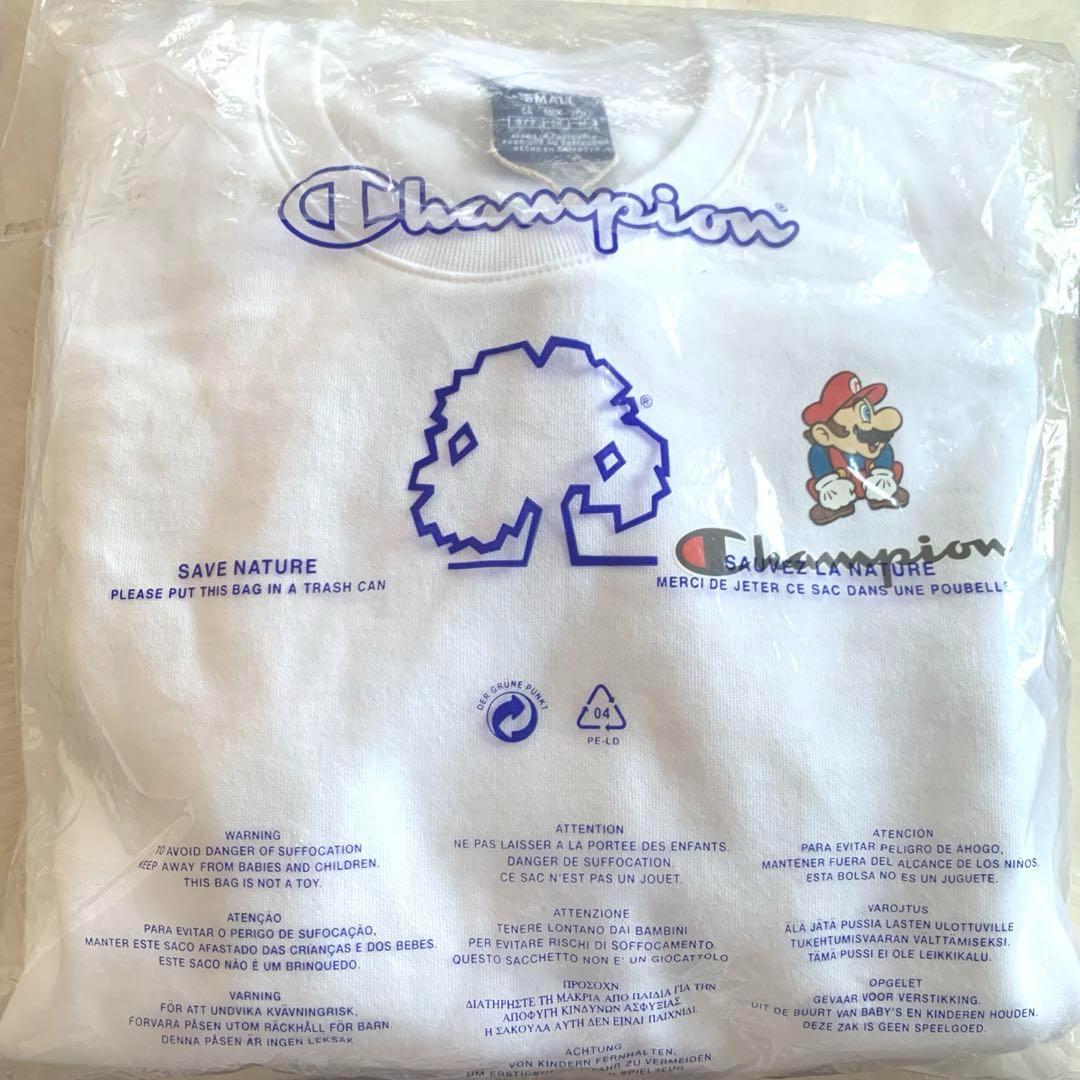 SMALL
Champion®
®
Champion
SAVE NATURE
PLEASE PUT THIS BAG IN A TRASH CAN
SAUVEZ LA NATURE
MERCI DE JETER CE SAC DANS UNE POUBELLE
DER GRÜNE PUNKT
04
PE-LD
WARNING
TO AVOID DANGER OF SUFFOCATION
KEEP AWAY FROM BABIES AND CHILDREN.
THIS BAG IS NOT A TOY.
ATTENTION
NE PAS LAISSER A LA PORTEE DES ENFANTS.
DANGER DE SUFFOCATION.
CE SAC N'EST PAS UN JOUET.
ATENCIÓN
PARA EVITAR PELIGRO DE AHOGO,
MANTENER FUERA DEL ALCANCE DE LOS NIÑOS.
ESTA BOLSA NO ES UN JUGUETE.
ATENÇÃO
PARA EVITAR O PERIGO DE SUFOCAÇÃO,
MANTER ESTE SACO AFASTADO DAS CRIANÇAS E DOS BEBES.
ESTE SACO NÃO É UM BRINQUEDO.
ATTENZIONE
TENERE LONTANO DAI BAMBINI
PER EVITARE RISCHI DI SOFFOCAMENTO.
QUESTO SACCHETTO NON E' UN GIOCATTOLO
VAROJTUS
ÄLÄ JÄTÄ PUSSIA LASTEN ULOTTUVILLE
TUKEHTUMISVAARAN VÄLTTÄMISEKSI.
TÄMÄ PUSSI EI OLE LEIKKIKALU.
VARNING
FÖR ATT UNDVIKA KVÄVNINGRISK,
FORVARA PÅSEN UTOM RÄCKHÅLL FÖR BARN.
DENNA PÅSEN ÄR INGEN LEKSAK
ΠΡΟΣΟΧΝ:
ΔΙΑΤΗΡΗΣΤΕ ΤΗ ΜΑΚΡΙΑ ΑΠΟ ΠΑΙΔΙΑ ΓΙΑ ΤΗΝ
ΑΠΟΦΥΓΗ ΚΙΝΔΥΝΩΝ ΑΣΦΥΞΙΑΣ
Η ΣΑΚΟΥΛΑ ΑΥΤΗ ΔΕΝ ΕΙΝΑΙ ΠΑΙΧΝΙΔΙ.
OPGELET
GEVAAR VOOR VERSTIKKING.
UIT DE BUURT VAN BABY'S EN KINDEREN HOUDEN.
DEZE ZAK IS GEEN SPEELGOED.
ACHTUNG
VON KINDERN FERNHALTEN,
UM ZU VERMEIDEN